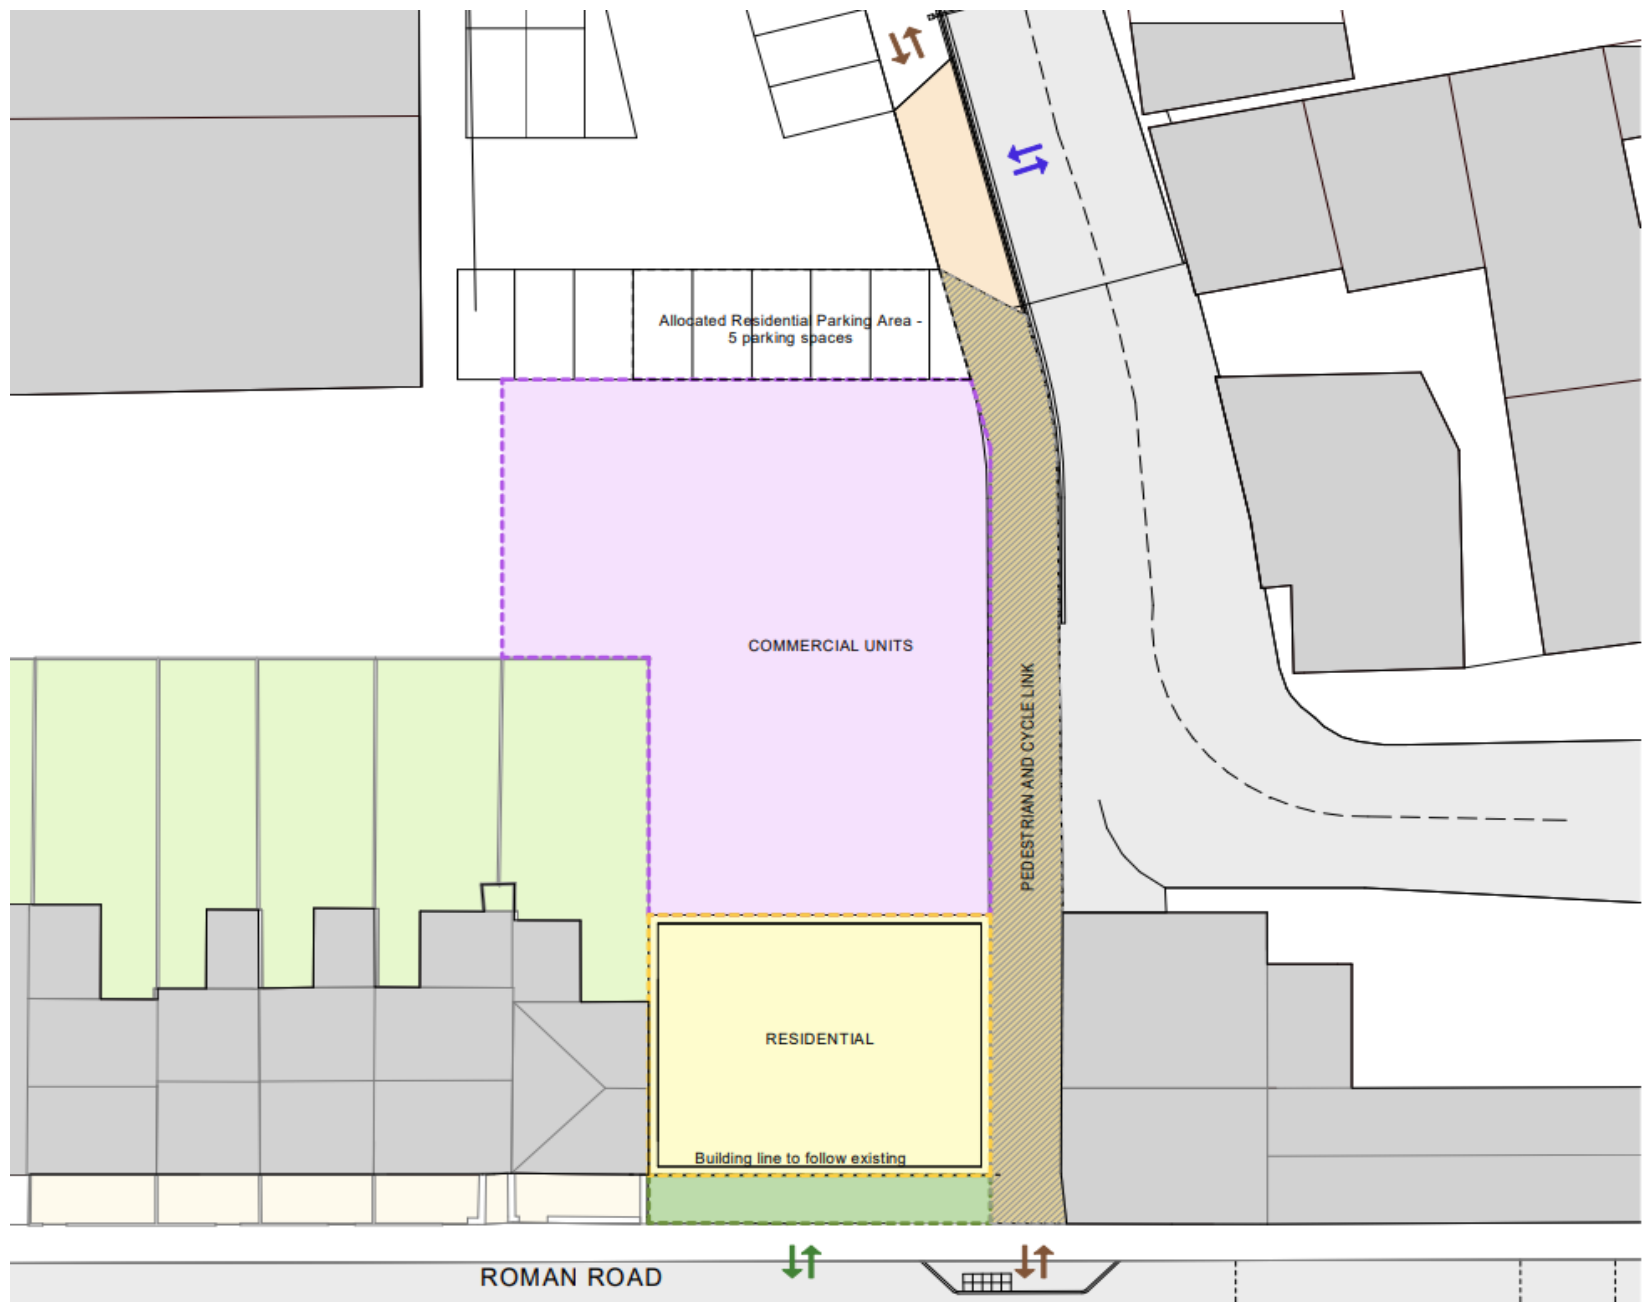 Allocated Residential Parking Area -
5 parking spaces
COMMERCIAL UNITS
PEDESTRIAN AND CYCLE LINK
RESIDENTIAL
Building line to follow existing
ROMAN ROAD